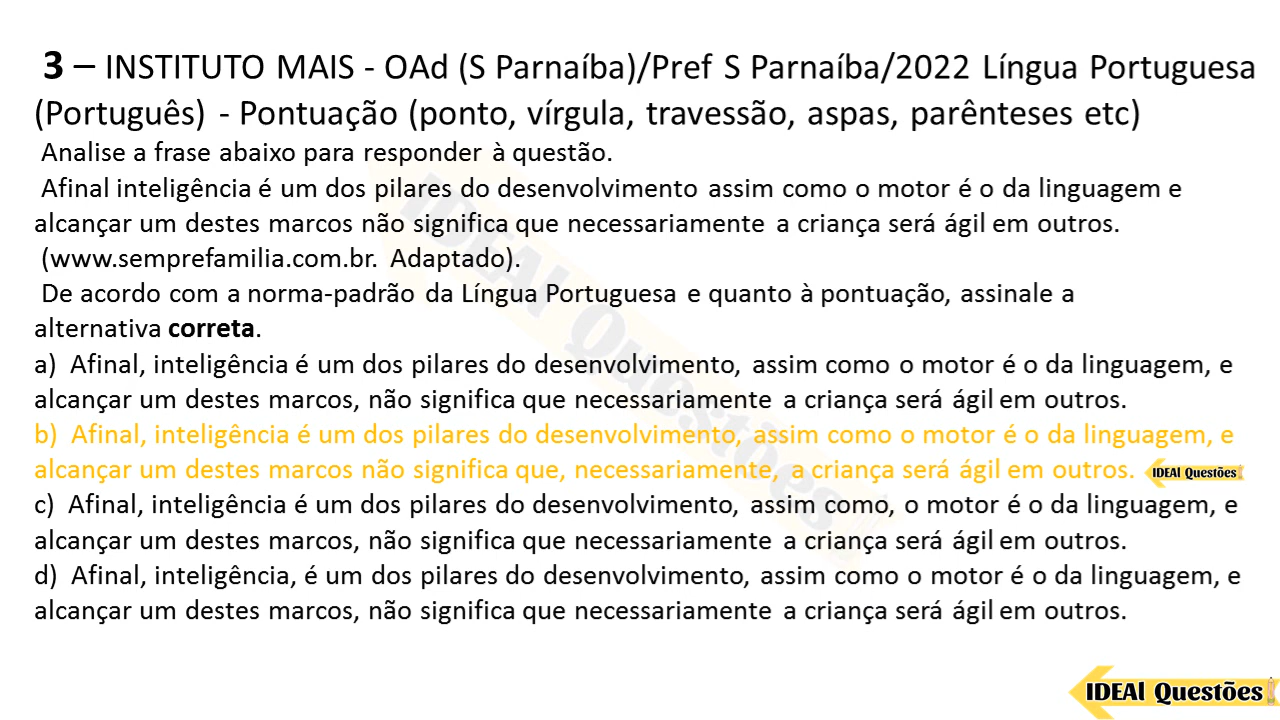 3 – INSTITUTO MAIS - OAd (S Parnaíba)/Pref S Parnaíba/2022 Língua Portuguesa
(Português) - Pontuação (ponto, vírgula, travessão, aspas, parênteses etc)
Analise a frase abaixo para responder à questão.
Afinal inteligência é um dos pilares do desenvolvimento assim como o motor é o da linguagem e
alcançar um destes marcos não significa que necessariamente a criança será ágil em outros.
(www.semprefamilia.com.br. Adaptado).
De acordo com a norma-padrão da Língua Portuguesa e quanto à pontuação, assinale a
alternativa correta.
a) Afinal, inteligência é um dos pilares do desenvolvimento, assim como o motor é o da linguagem, e
alcançar um destes marcos, não significa que necessariamente a criança será ágil em outros.
b) Afinal, inteligência é um dos pilares do desenvolvimento, assim como o motor é o da linguagem, e
alcançar um destes marcos não significa que, necessariamente, a criança será ágil em outros. IDEAl Questões
c) Afinal, inteligência é um dos pilares do desenvolvimento, assim como, o motor é o da linguagem, e
alcançar um destes marcos, não significa que necessariamente a criança será ágil em outros.
d) Afinal, inteligência, é um dos pilares do desenvolvimento, assim como o motor é o da linguagem, e
alcançar um destes marcos, não significa que necessariamente a criança será ágil em outros.
IDEAl Questões
IDEAl Questões